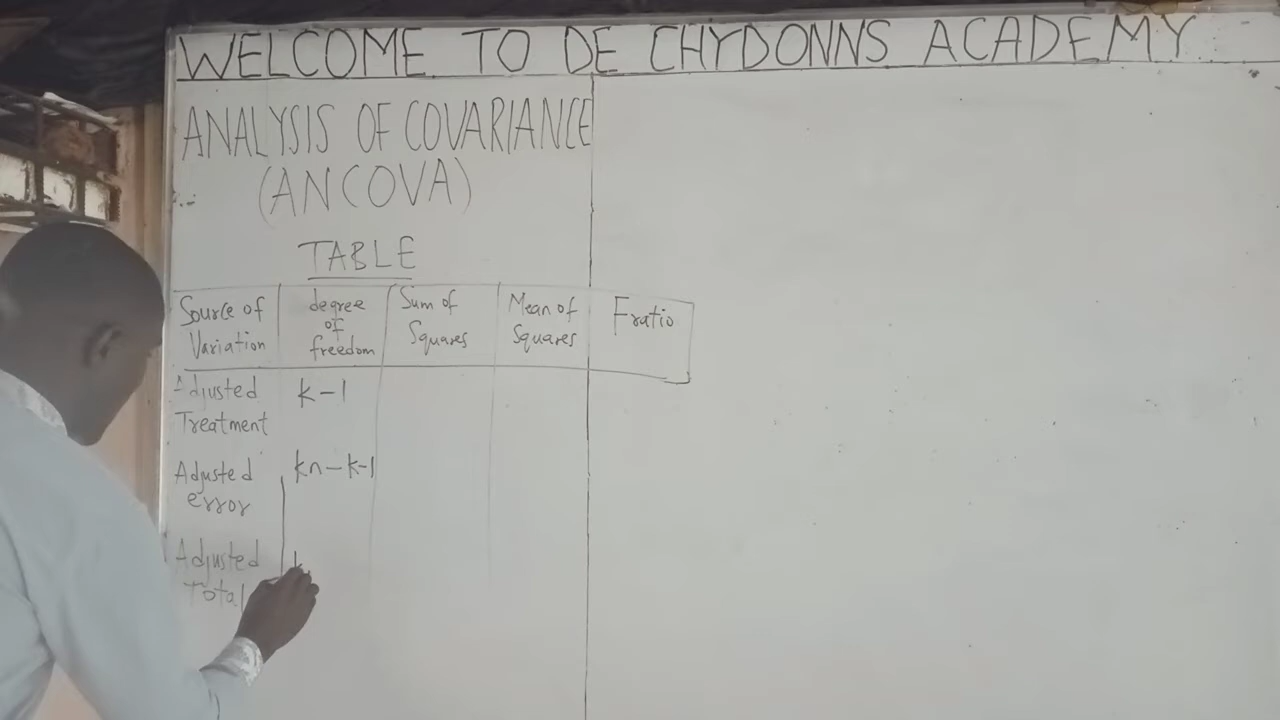 WELCOME TO DE CHYDONNS ACADEMY
ANALYSIS OF COVARIANCE
(ANCOVA)
TABLE
Source of Variation
degree of freedom
Sum of Squares
Mean of Squares
F ratio
Adjusted Treatment
k-1
Adjusted error
kn-k-1
Adjusted Total